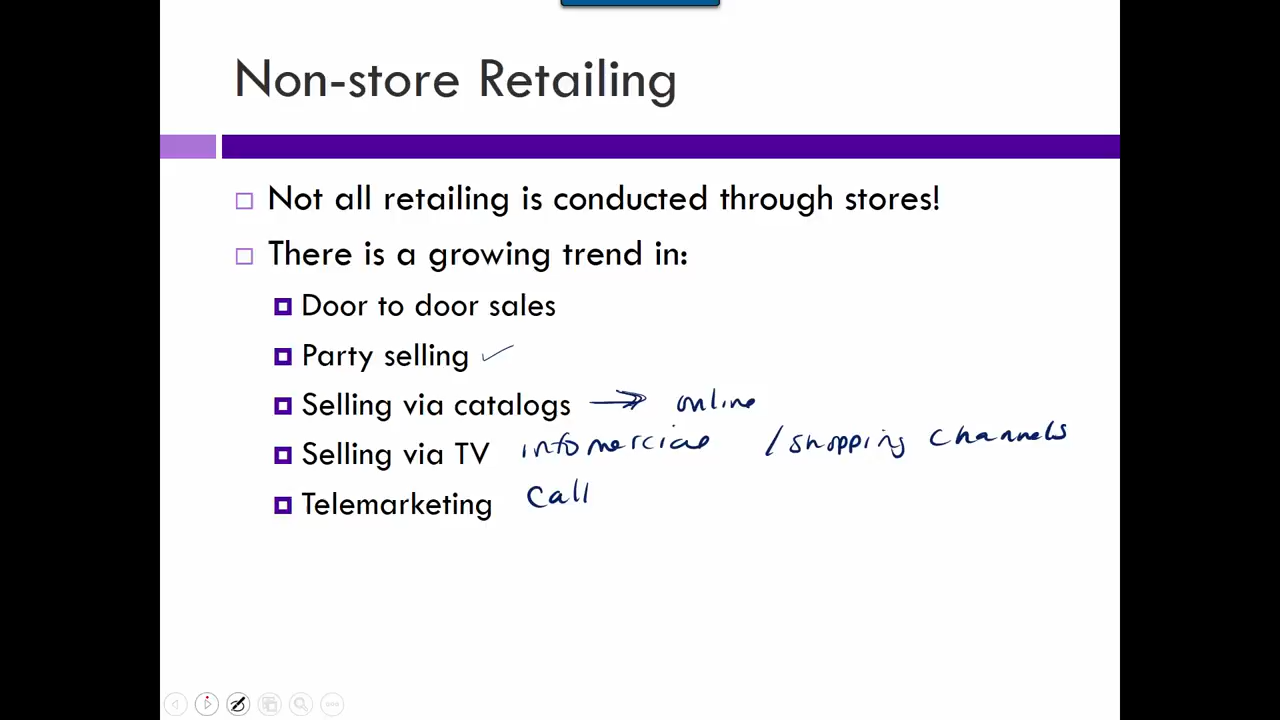 Non-store Retailing
Not all retailing is conducted through stores!
There is a growing trend in:
Door to door sales
Party selling
Selling via catalogs online
Selling via TV infomercial / shopping channels
Telemarketing Call